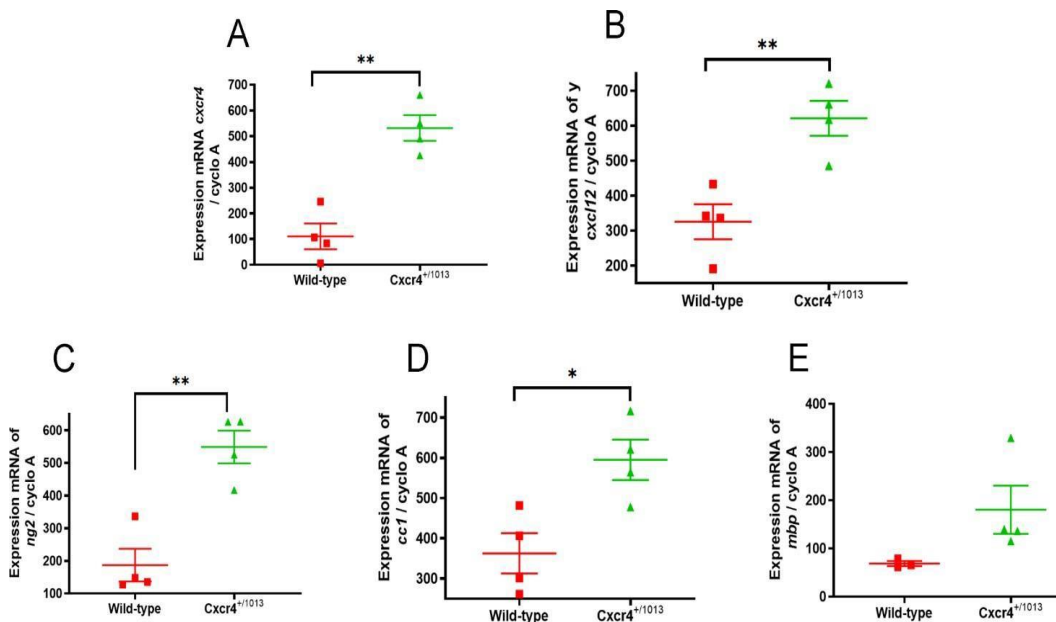 A
**
Expression mRNA cxcr4
/ cyclo A
700
600
500
400
300
200
100
0
Wild-type
Cxcr4+/1013
B
**
Expression mRNA of y
cxcl12 / cyclo A
700
600
500
400
300
200
Wild-type
Cxcr4+/1013
C
**
Expression mRNA of
ng2 / cyclo A
600
500
400
300
200
100
Wild-type
Cxcr4+/1013
D
*
Expression mRNA of
cc1 / cyclo A
700
600
500
400
300
Wild-type
Cxcr4+/1013
E
Expression mRNA of
mbp / cyclo A
400
300
200
100
0
Wild-type
Cxcr4+/1013